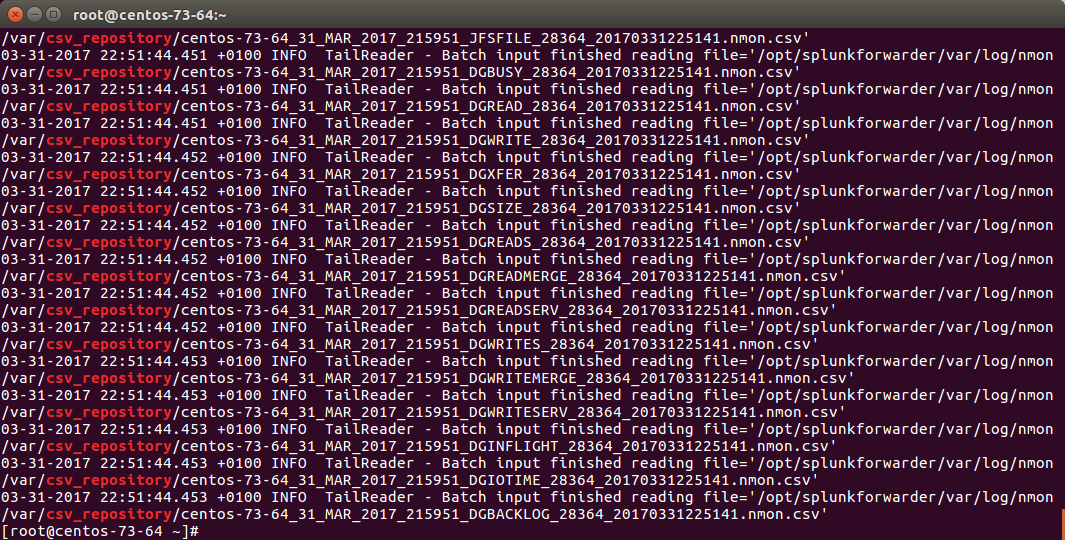 root@centos-73-64:~
/var/csv_repository/centos-73-64_31_MAR_2017_215951_JFSFILE_28364_20170331225141.nmon.csv'
03-31-2017 22:51:44.451 +0100 INFO  TailReader - Batch input finished reading file='/opt/splunkforwarder/var/log/nmon
/var/csv_repository/centos-73-64_31_MAR_2017_215951_DGBUSY_28364_20170331225141.nmon.csv'
03-31-2017 22:51:44.451 +0100 INFO  TailReader - Batch input finished reading file='/opt/splunkforwarder/var/log/nmon
/var/csv_repository/centos-73-64_31_MAR_2017_215951_DGREAD_28364_20170331225141.nmon.csv'
03-31-2017 22:51:44.451 +0100 INFO  TailReader - Batch input finished reading file='/opt/splunkforwarder/var/log/nmon
/var/csv_repository/centos-73-64_31_MAR_2017_215951_DGWRITE_28364_20170331225141.nmon.csv'
03-31-2017 22:51:44.452 +0100 INFO  TailReader - Batch input finished reading file='/opt/splunkforwarder/var/log/nmon
/var/csv_repository/centos-73-64_31_MAR_2017_215951_DGXFER_28364_20170331225141.nmon.csv'
03-31-2017 22:51:44.452 +0100 INFO  TailReader - Batch input finished reading file='/opt/splunkforwarder/var/log/nmon
/var/csv_repository/centos-73-64_31_MAR_2017_215951_DGSIZE_28364_20170331225141.nmon.csv'
03-31-2017 22:51:44.452 +0100 INFO  TailReader - Batch input finished reading file='/opt/splunkforwarder/var/log/nmon
/var/csv_repository/centos-73-64_31_MAR_2017_215951_DGREADS_28364_20170331225141.nmon.csv'
03-31-2017 22:51:44.452 +0100 INFO  TailReader - Batch input finished reading file='/opt/splunkforwarder/var/log/nmon
/var/csv_repository/centos-73-64_31_MAR_2017_215951_DGREADMERGE_28364_20170331225141.nmon.csv'
03-31-2017 22:51:44.452 +0100 INFO  TailReader - Batch input finished reading file='/opt/splunkforwarder/var/log/nmon
/var/csv_repository/centos-73-64_31_MAR_2017_215951_DGREADSERV_28364_20170331225141.nmon.csv'
03-31-2017 22:51:44.452 +0100 INFO  TailReader - Batch input finished reading file='/opt/splunkforwarder/var/log/nmon
/var/csv_repository/centos-73-64_31_MAR_2017_215951_DGWRITES_28364_20170331225141.nmon.csv'
03-31-2017 22:51:44.453 +0100 INFO  TailReader - Batch input finished reading file='/opt/splunkforwarder/var/log/nmon
/var/csv_repository/centos-73-64_31_MAR_2017_215951_DGWRITEMERGE_28364_20170331225141.nmon.csv'
03-31-2017 22:51:44.453 +0100 INFO  TailReader - Batch input finished reading file='/opt/splunkforwarder/var/log/nmon
/var/csv_repository/centos-73-64_31_MAR_2017_215951_DGWRITESERV_28364_20170331225141.nmon.csv'
03-31-2017 22:51:44.453 +0100 INFO  TailReader - Batch input finished reading file='/opt/splunkforwarder/var/log/nmon
/var/csv_repository/centos-73-64_31_MAR_2017_215951_DGINFLIGHT_28364_20170331225141.nmon.csv'
03-31-2017 22:51:44.453 +0100 INFO  TailReader - Batch input finished reading file='/opt/splunkforwarder/var/log/nmon
/var/csv_repository/centos-73-64_31_MAR_2017_215951_DGIOTIME_28364_20170331225141.nmon.csv'
03-31-2017 22:51:44.453 +0100 INFO  TailReader - Batch input finished reading file='/opt/splunkforwarder/var/log/nmon
/var/csv_repository/centos-73-64_31_MAR_2017_215951_DGBACKLOG_28364_20170331225141.nmon.csv'
[root@centos-73-64 ~]#